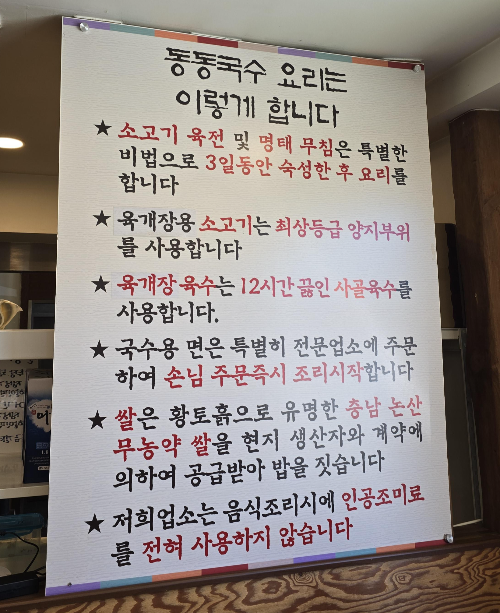 동동국수 요리는
이렇게 합니다
★ 소고기 육전 및 명태 무침은 특별한
비법으로 3일동안 숙성한 후 요리를
합니다
★ 육개장용 소고기는 최상등급 양지부위
를 사용합니다
★ 육개장 육수는 12시간 끓인 사골육수를
사용합니다.
★ 국수용 면은 특별히 전문업소에 주문
하여 손님 주문즉시 조리시작합니다
★ 쌀은 황토흙으로 유명한 충남 논산
무농약 쌀을 현지 생산자와 계약에
의하여 공급받아 밥을 짓습니다
★ 저희업소는 음식조리시에 인공조미료
를 전혀 사용하지 않습니다